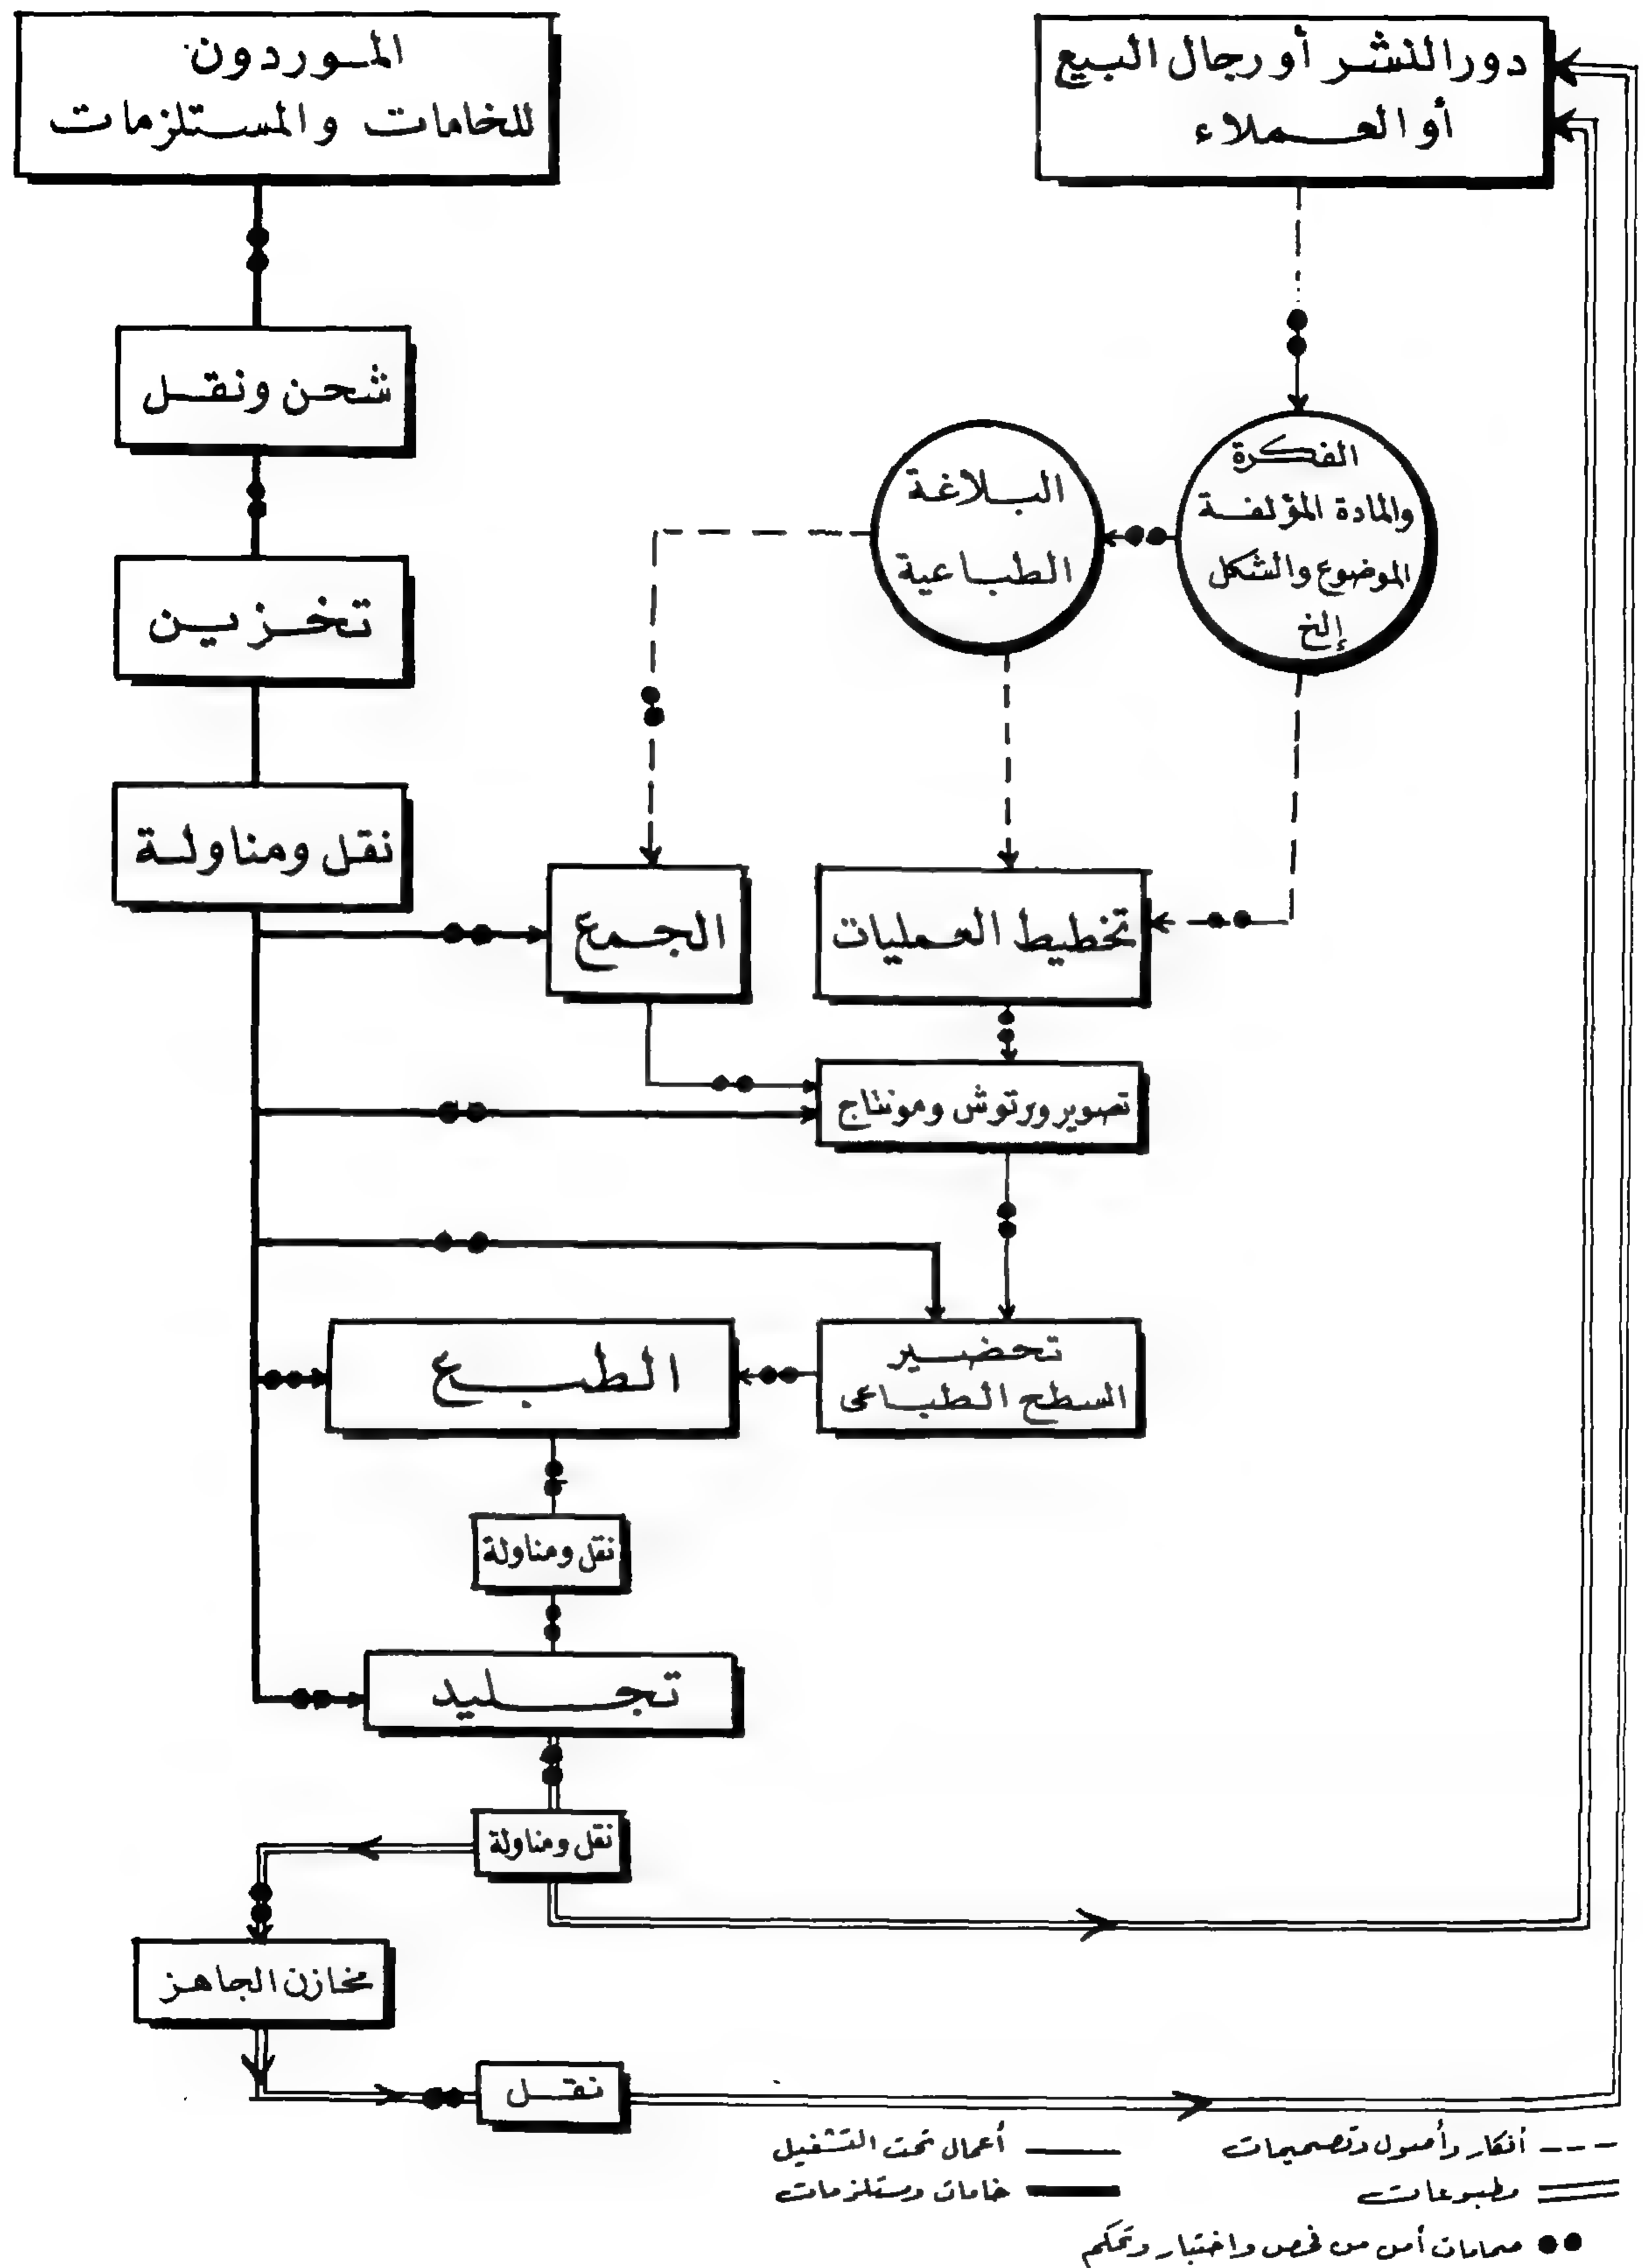 دور النشر أو رجال البيع
أو العملاء
الموردون
للخامات والمستلزمات
شحن ونقل
الفكرة
والمادة المؤلفة
الموضوع والشكل
إلخ
البلاغة
الطباعية
تخزين
نقل ومناولة
تخطيط العمليات
الجمع
تصوير ورتوش ومونتاج
تحضير
السطح الطباعى
الطبع
نقل ومناولة
تجليد
نقل ومناولة
مخازن الجاهز
نقل
أفكار وأصول وتصميمات
أعمال تحت التشغيل
مطبوعات
خامات ومستلزمات
صمامات أمن من فحص واختبار وتحكم